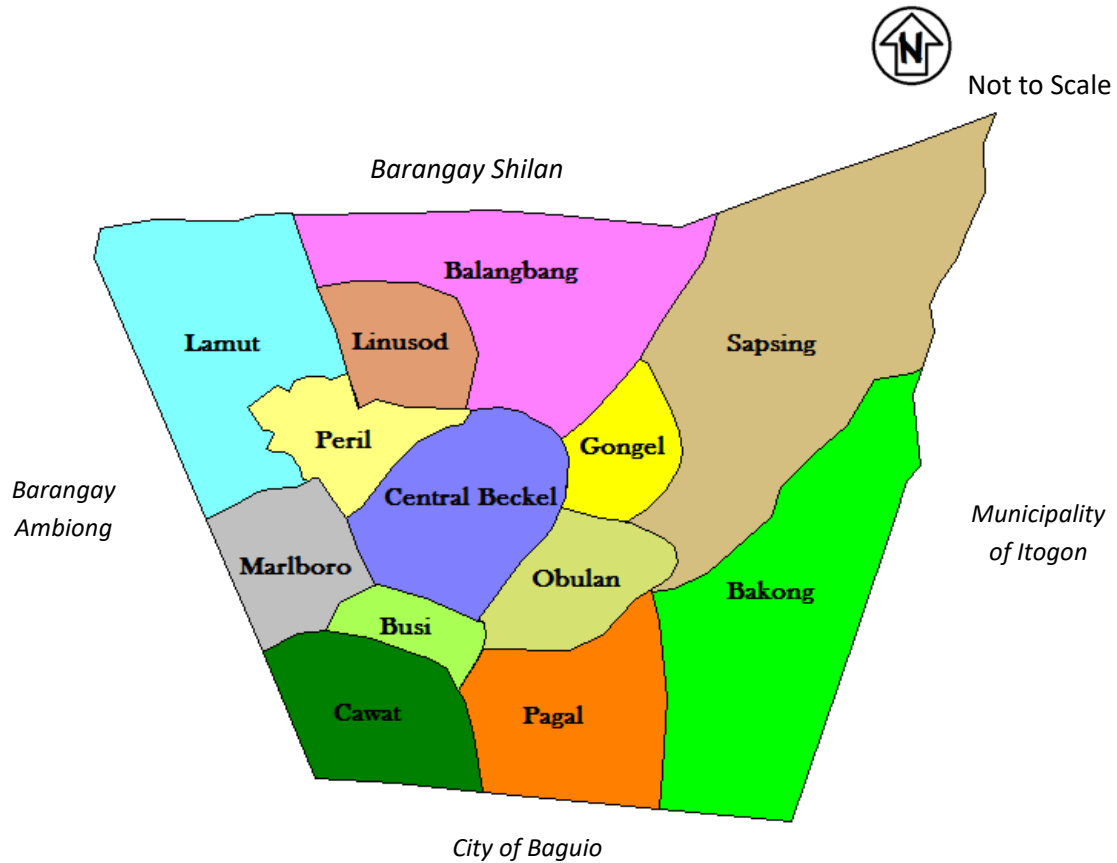 N
Not to Scale
Barangay Shilan
Balangbang
Lamut
Linusod
Sapsing
Peril
Gongel
Central Beckel
Barangay
Ambiong
Municipality
of Itogon
Marlboro
Obulan
Bakong
Busi
Cawat
Pagal
City of Baguio